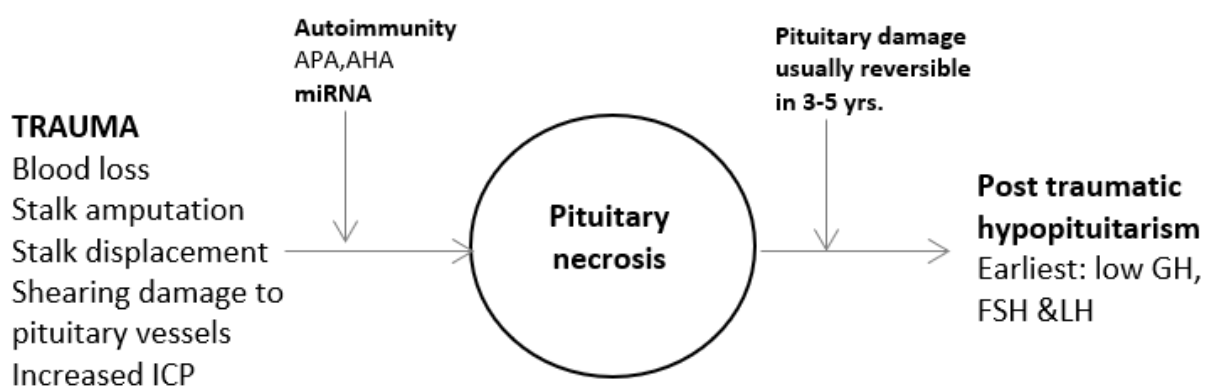 TRAUMA
Blood loss
Stalk amputation
Stalk displacement
Shearing damage to
pituitary vessels
Increased ICP
Autoimmunity
APA,AHA
miRNA
Pituitary
necrosis
Pituitary damage
usually reversible
in 3-5 yrs.
Post traumatic
hypopituitarism
Earliest: low GH,
FSH &LH